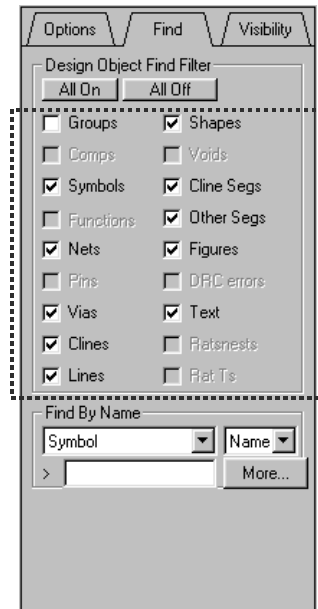 Options Find Visibility
Design Object Find Filter
All On All Off
Groups Shapes
Comps Voids
Symbols Cline Segs
Functions Other Segs
Nets Figures
Pins DRC errors
Vias Text
Clines Ratsnests
Lines Rat Ts
Find By Name
Symbol Name
> More...